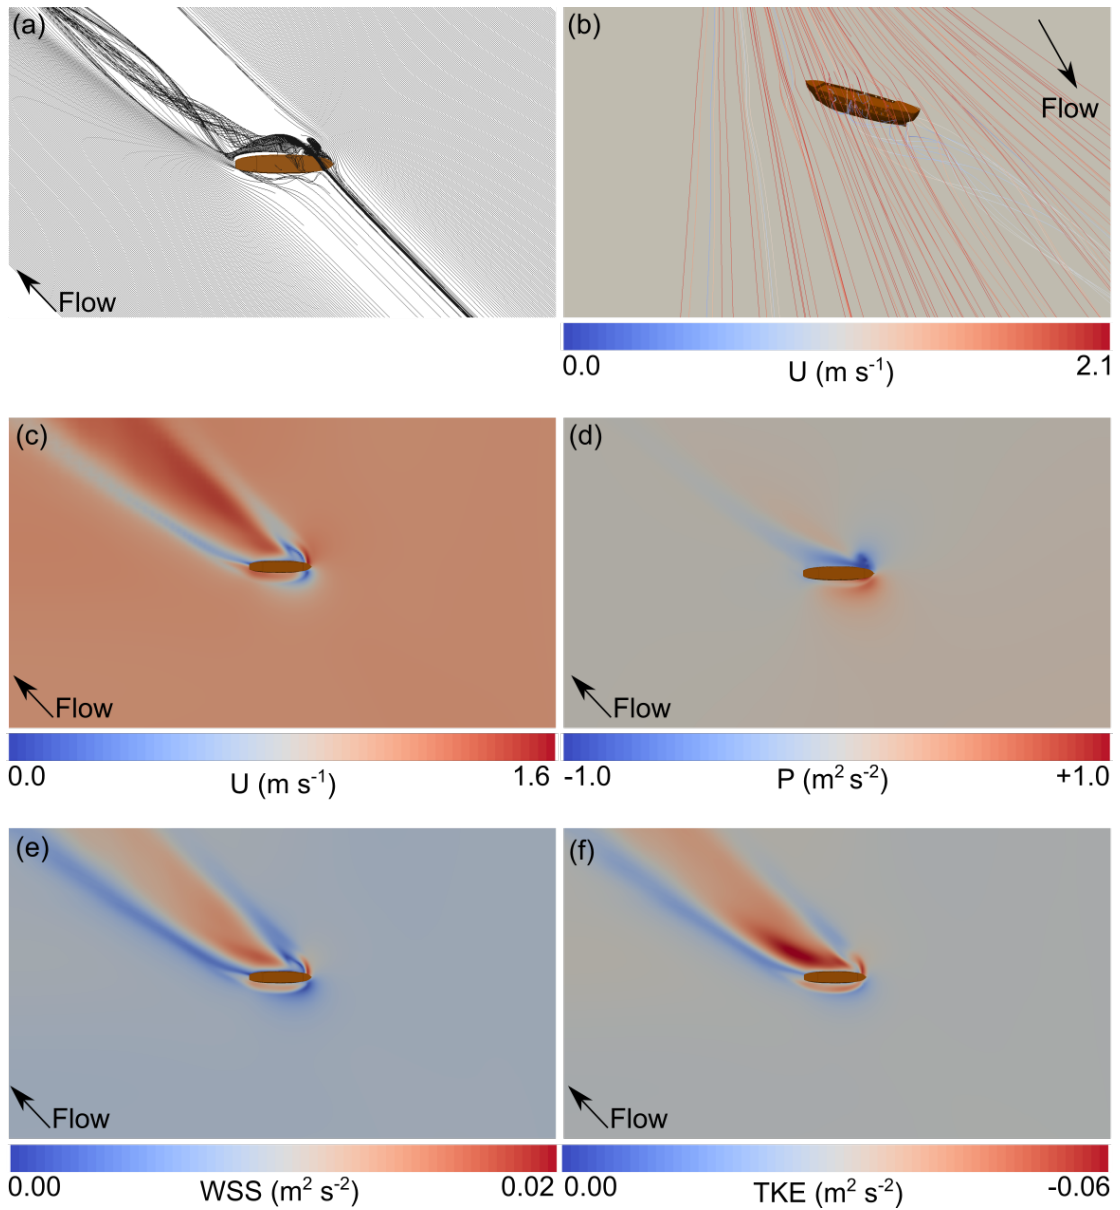 (a)
Flow
(b)
Flow
0.0 U (m s⁻¹) 2.1
(c)
Flow
0.0 U (m s⁻¹) 1.6
(d)
Flow
-1.0 P (m² s⁻²) +1.0
(e)
Flow
0.00 WSS (m² s⁻²) 0.02
(f)
Flow
0.00 TKE (m² s⁻²) -0.06